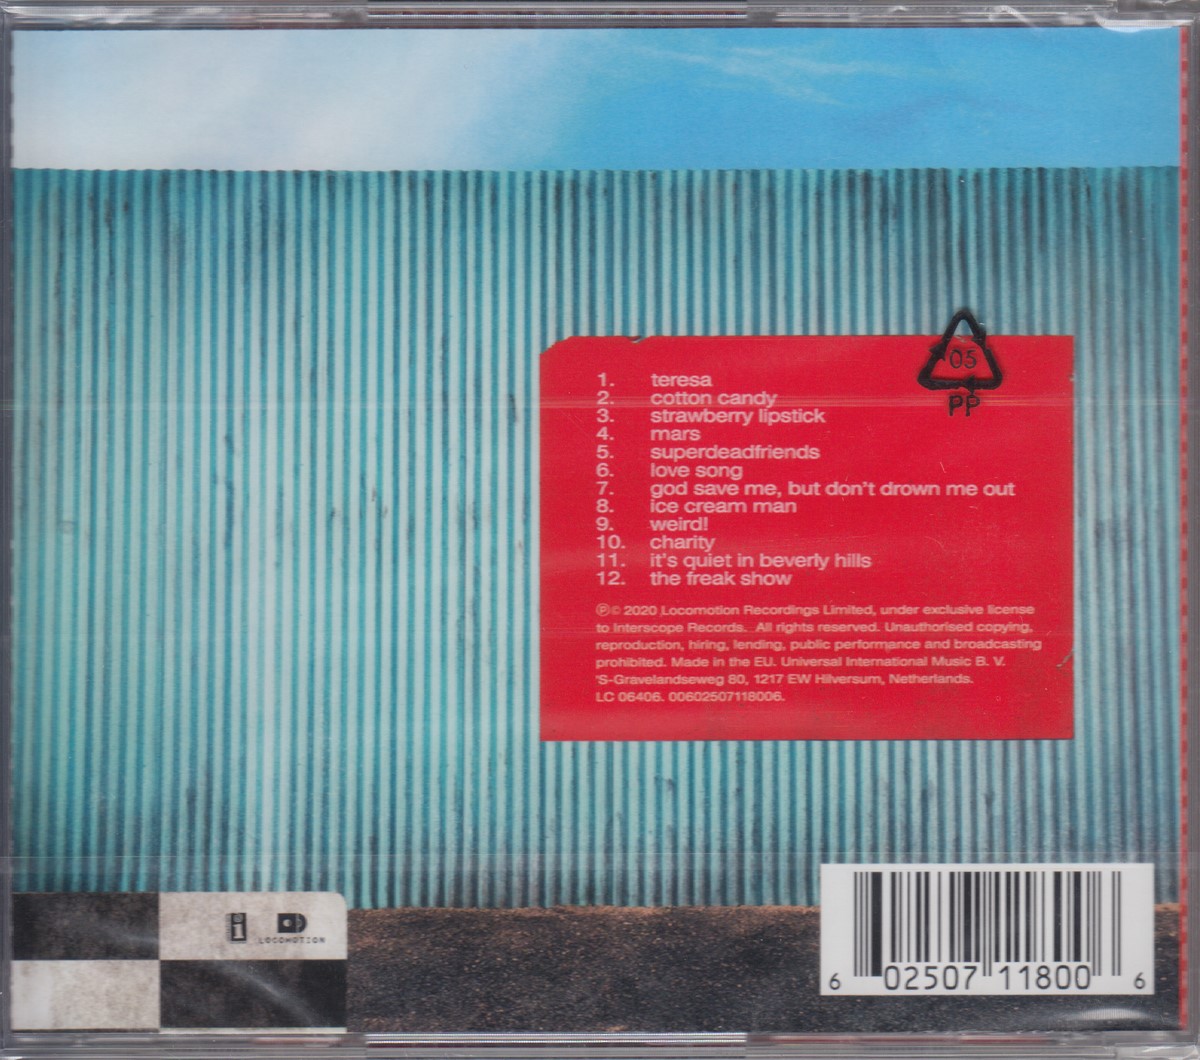 05
PP
1. teresa
2. cotton candy
3. strawberry lipstick
4. mars
5. superdeadfriends
6. love song
7. god save me, but don't drown me out
8. ice cream man
9. weird!
10. charity
11. it's quiet in beverly hills
12. the freak show
℗© 2020 Locomotion Recordings Limited, under exclusive license
to Interscope Records. All rights reserved. Unauthorised copying,
reproduction, hiring, lending, public performance and broadcasting
prohibited. Made in the EU. Universal International Music B. V.
'S-Gravelandseweg 80, 1217 EW Hilversum, Netherlands.
LC 06406. 00602507118006.
i
LOCOMOTION
6 02507 11800 6